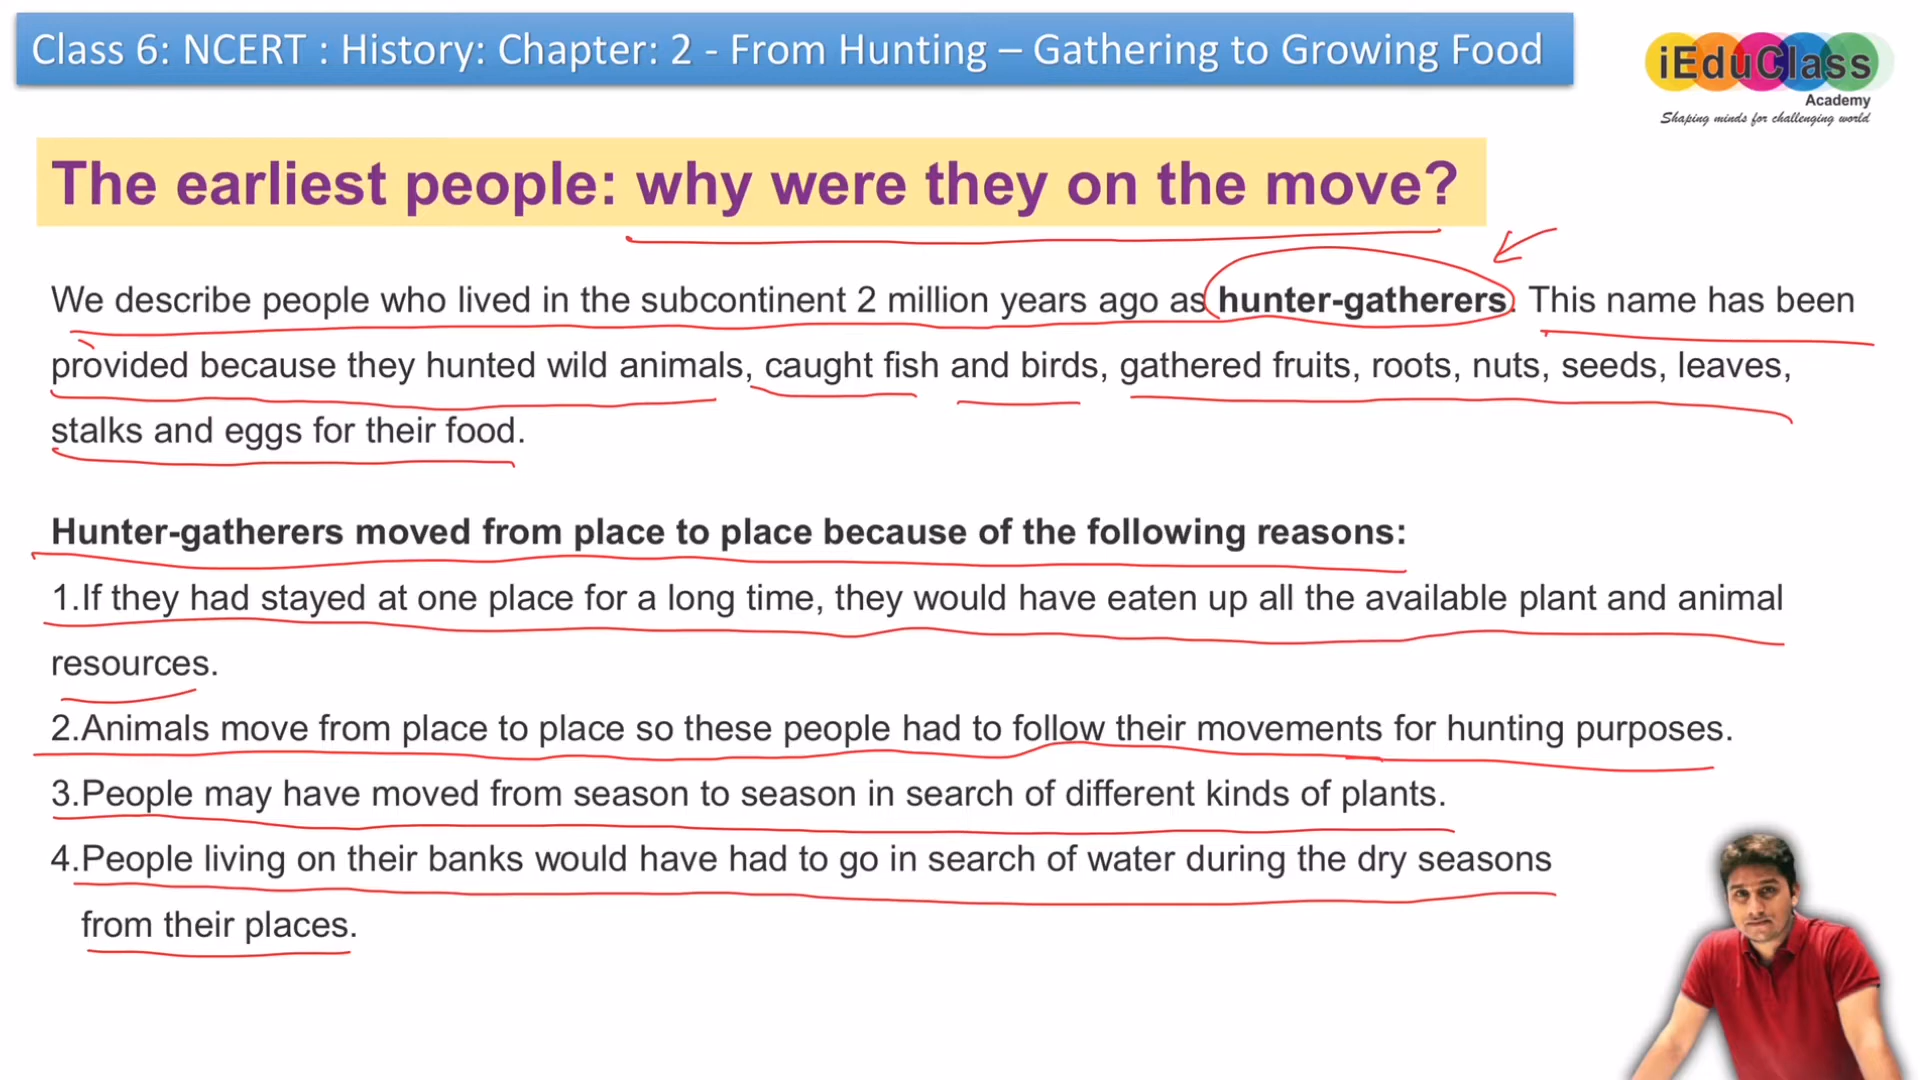 Class 6: NCERT : History: Chapter: 2 - From Hunting – Gathering to Growing Food
iEduClass
Academy
Shaping minds for challenging world
The earliest people: why were they on the move?
We describe people who lived in the subcontinent 2 million years ago as hunter-gatherers. This name has been
provided because they hunted wild animals, caught fish and birds, gathered fruits, roots, nuts, seeds, leaves,
stalks and eggs for their food.
Hunter-gatherers moved from place to place because of the following reasons:
1.If they had stayed at one place for a long time, they would have eaten up all the available plant and animal
resources.
2.Animals move from place to place so these people had to follow their movements for hunting purposes.
3.People may have moved from season to season in search of different kinds of plants.
4.People living on their banks would have had to go in search of water during the dry seasons
from their places.